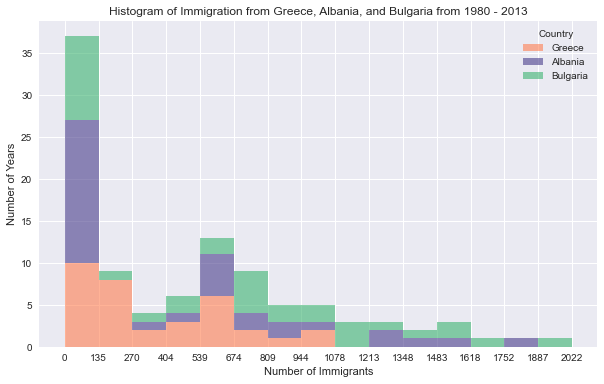 Histogram of Immigration from Greece, Albania, and Bulgaria from 1980 - 2013
Country
Greece
Albania
Bulgaria
Number of Years
35
30
25
20
15
10
5
0
0 135 270 404 539 674 809 944 1078 1213 1348 1483 1618 1752 1887 2022
Number of Immigrants